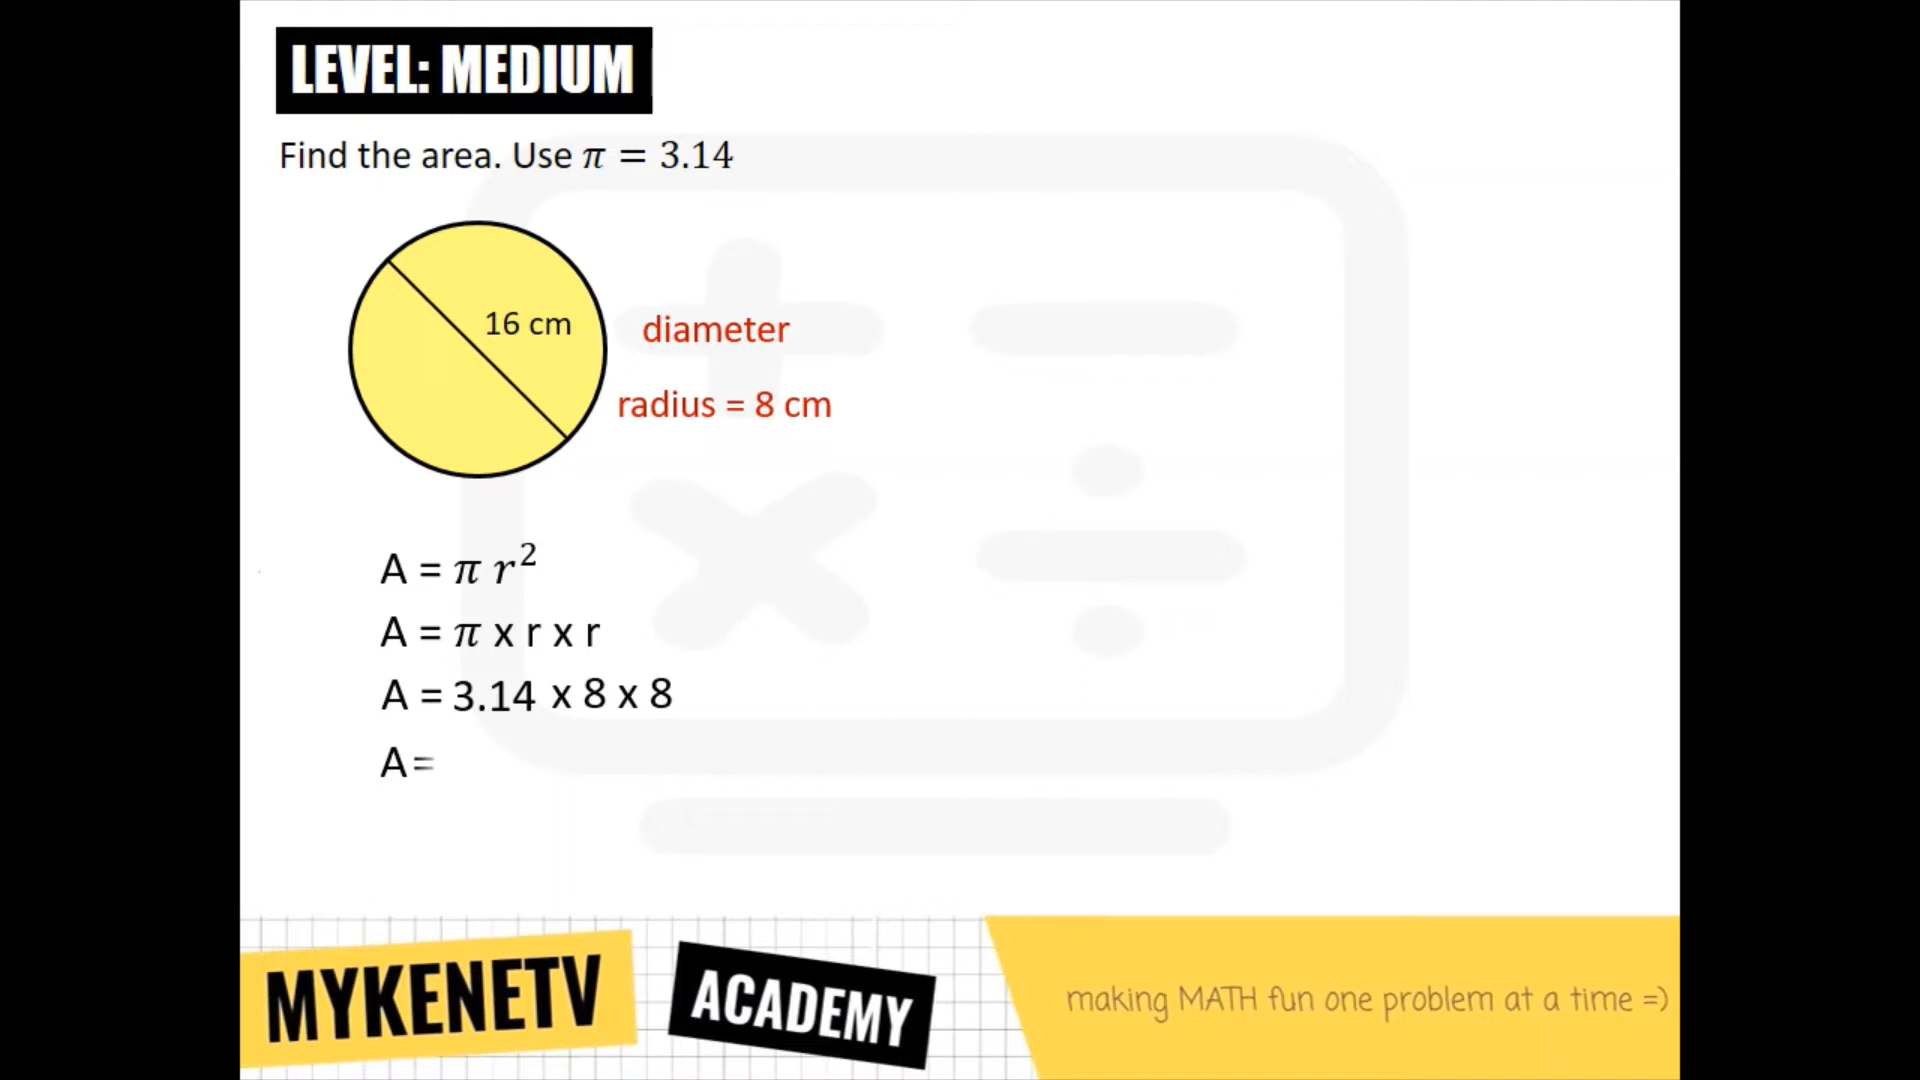 LEVEL: MEDIUM
Find the area. Use π = 3.14
16 cm
diameter
radius = 8 cm
A = π r²
A = π x r x r
A = 3.14 x 8 x 8
A =
MYKENETV
ACADEMY
making MATH fun one problem at a time =)